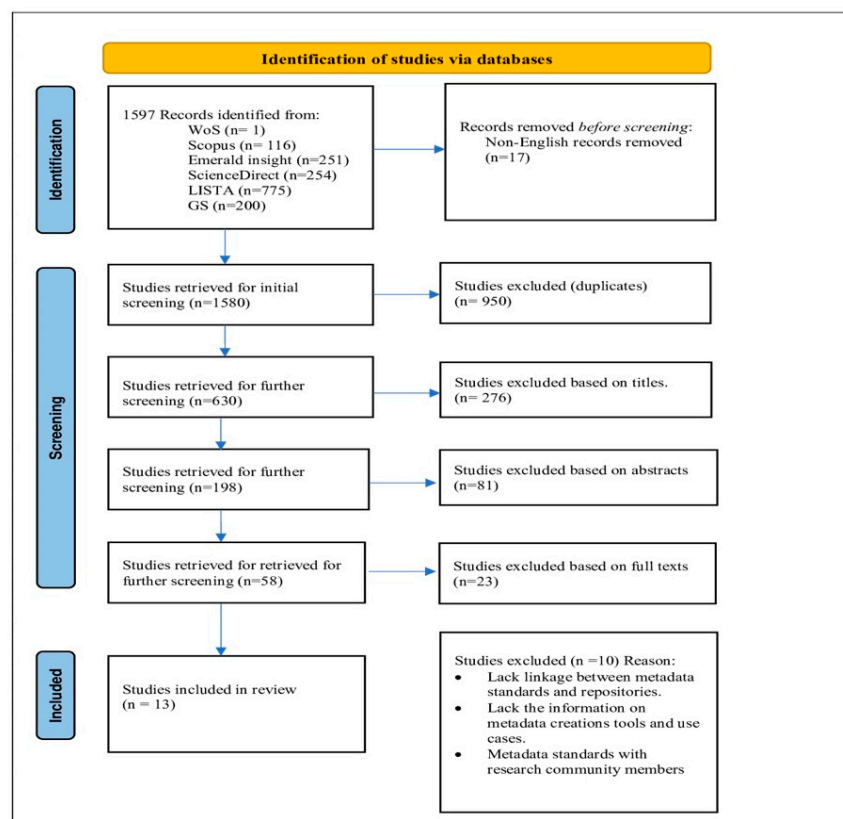 Identification of studies via databases
Identification
1597 Records identified from:
WoS (n= 1)
Scopus (n= 116)
Emerald insight (n=251)
ScienceDirect (n=254)
LISTA (n=775)
GS (n=200)
Records removed before screening:
Non-English records removed
(n=17)
Screening
Studies retrieved for initial
screening (n=1580)
Studies excluded (duplicates)
(n= 950)
Studies retrieved for further
screening (n=630)
Studies excluded based on titles.
(n= 276)
Studies retrieved for further
screening (n=198)
Studies excluded based on abstracts
(n=81)
Studies retrieved for retrieved for
further screening (n=58)
Studies excluded based on full texts
(n=23)
Included
Studies included in review
(n = 13)
Studies excluded (n =10) Reason:
• Lack linkage between metadata
standards and repositories.
• Lack the information on
metadata creations tools and use
cases.
• Metadata standards with
research community members